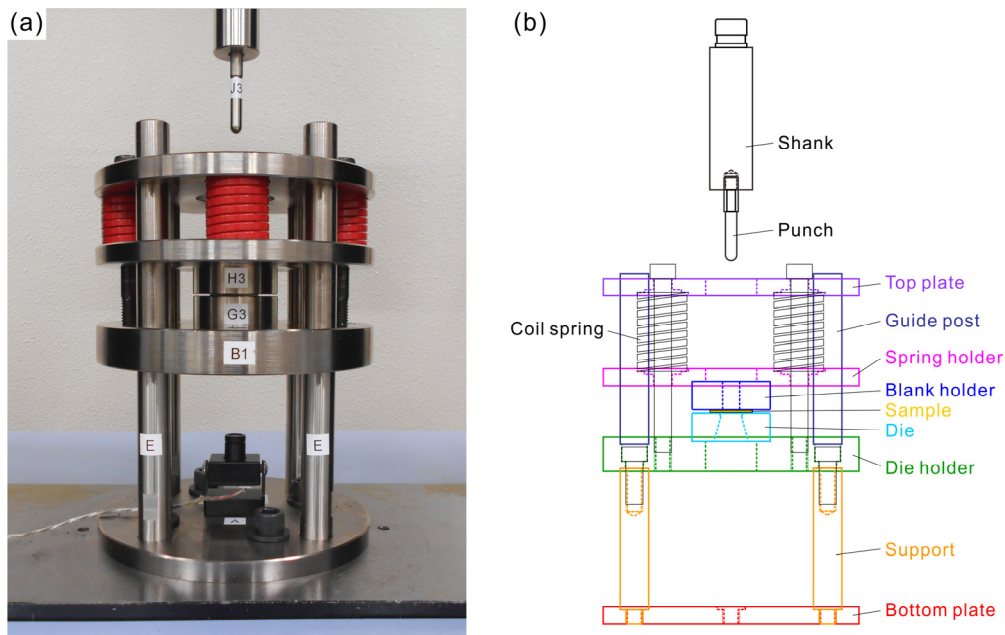 (a)
J3
H3
G3
B1
E
E
A
(b)
Shank
Punch
Top plate
Coil spring
Guide post
Spring holder
Blank holder
Sample
Die
Die holder
Support
Bottom plate